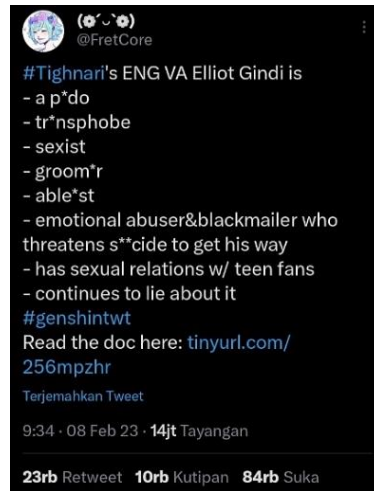 (❁´◡`❁)
@FretCore
#Tighnari's ENG VA Elliot Gindi is
- a p*do
- tr*nsphobe
- sexist
- groom*r
- able*st
- emotional abuser&blackmailer who
threatens s**cide to get his way
- has sexual relations w/ teen fans
- continues to lie about it
#genshintwt
Read the doc here: tinyurl.com/
256mpzhr
Terjemahkan Tweet
9:34 · 08 Feb 23 · 14jt Tayangan
23rb Retweet 10rb Kutipan 84rb Suka